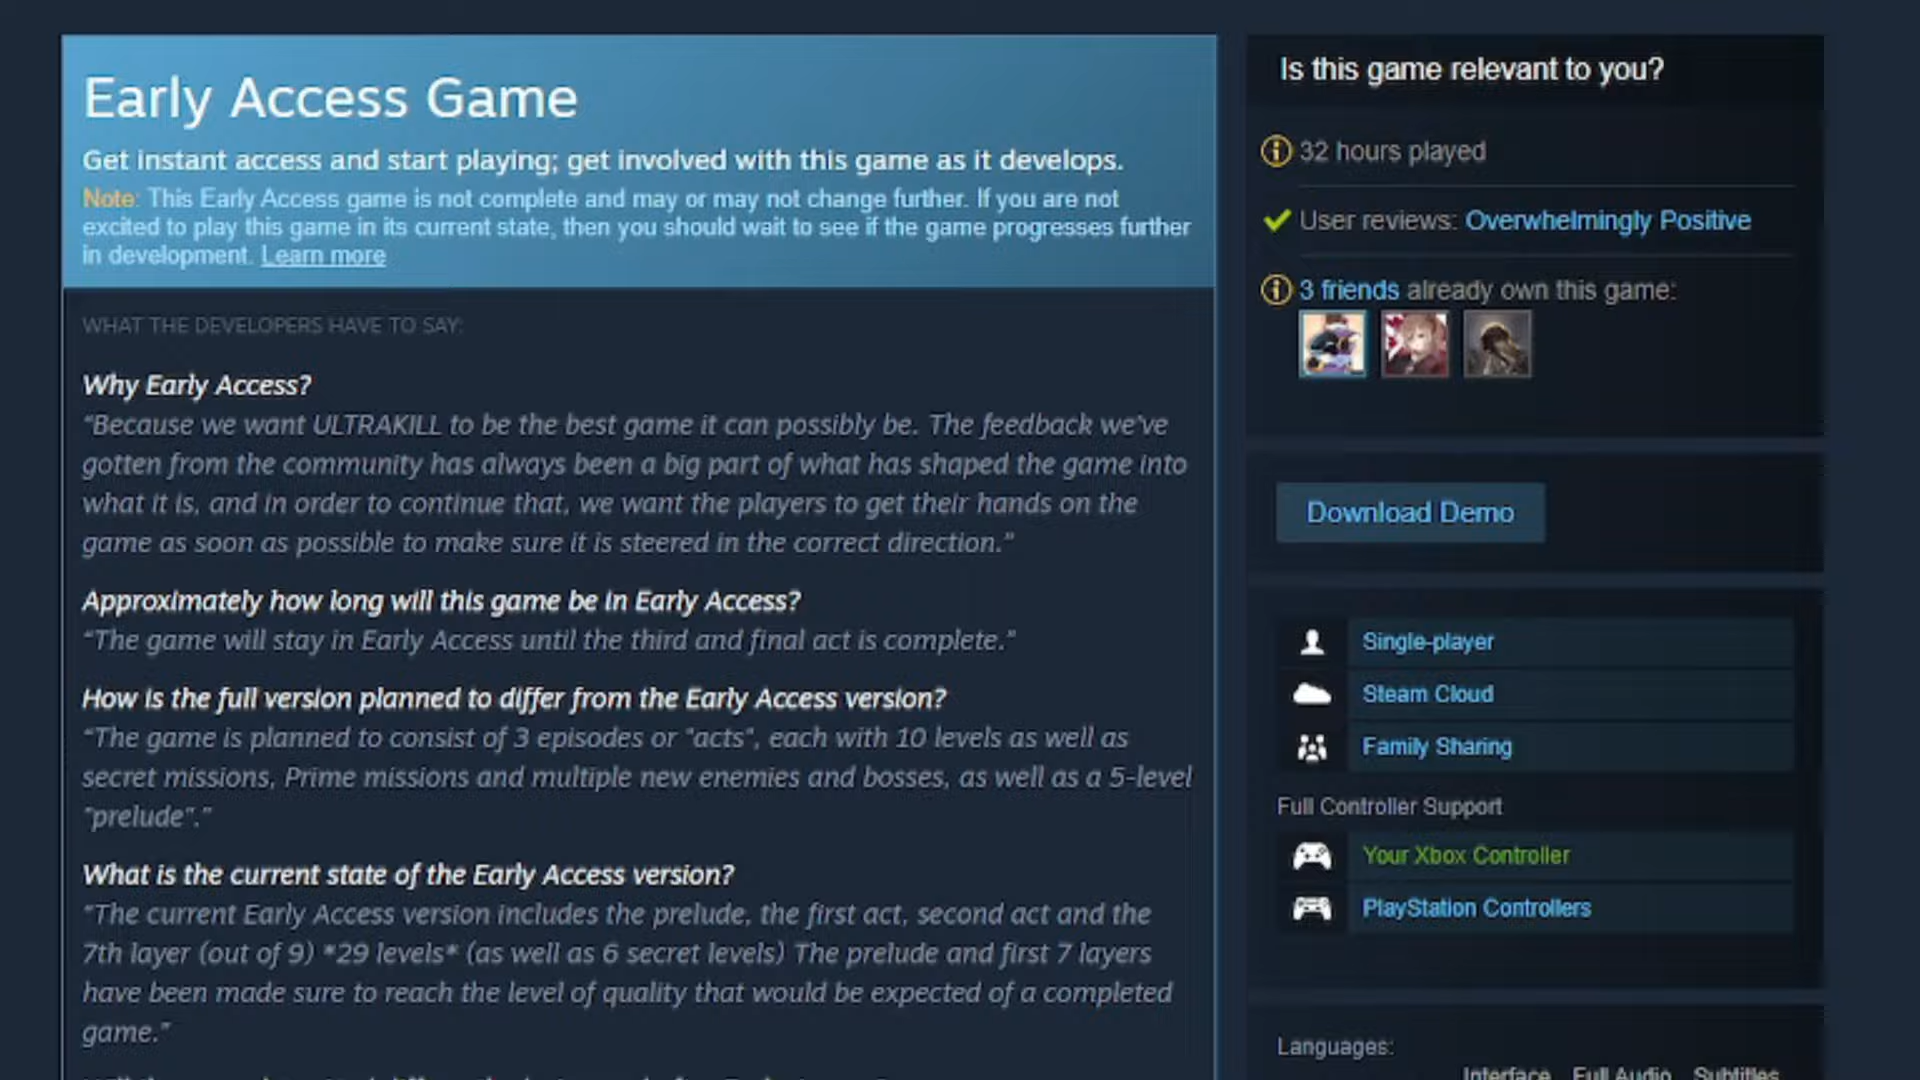 Early Access Game
Get instant access and start playing; get involved with this game as it develops.
Note: This Early Access game is not complete and may or may not change further. If you are not
excited to play this game in its current state, then you should wait to see if the game progresses further
in development. Learn more
WHAT THE DEVELOPERS HAVE TO SAY:
Why Early Access?
“Because we want ULTRAKILL to be the best game it can possibly be. The feedback we've
gotten from the community has always been a big part of what has shaped the game into
what it is, and in order to continue that, we want the players to get their hands on the
game as soon as possible to make sure it is steered in the correct direction.”
Approximately how long will this game be in Early Access?
“The game will stay in Early Access until the third and final act is complete.”
How is the full version planned to differ from the Early Access version?
“The game is planned to consist of 3 episodes or "acts", each with 10 levels as well as
secret missions, Prime missions and multiple new enemies and bosses, as well as a 5-level
"prelude".”
What is the current state of the Early Access version?
“The current Early Access version includes the prelude, the first act, second act and the
7th layer (out of 9) *29 levels* (as well as 6 secret levels) The prelude and first 7 layers
have been made sure to reach the level of quality that would be expected of a completed
game.”
Is this game relevant to you?
32 hours played
User reviews: Overwhelmingly Positive
3 friends already own this game:
Download Demo
Single-player
Steam Cloud
Family Sharing
Full Controller Support
Your Xbox Controller
PlayStation Controllers
Languages:
Interface Full Audio Subtitles